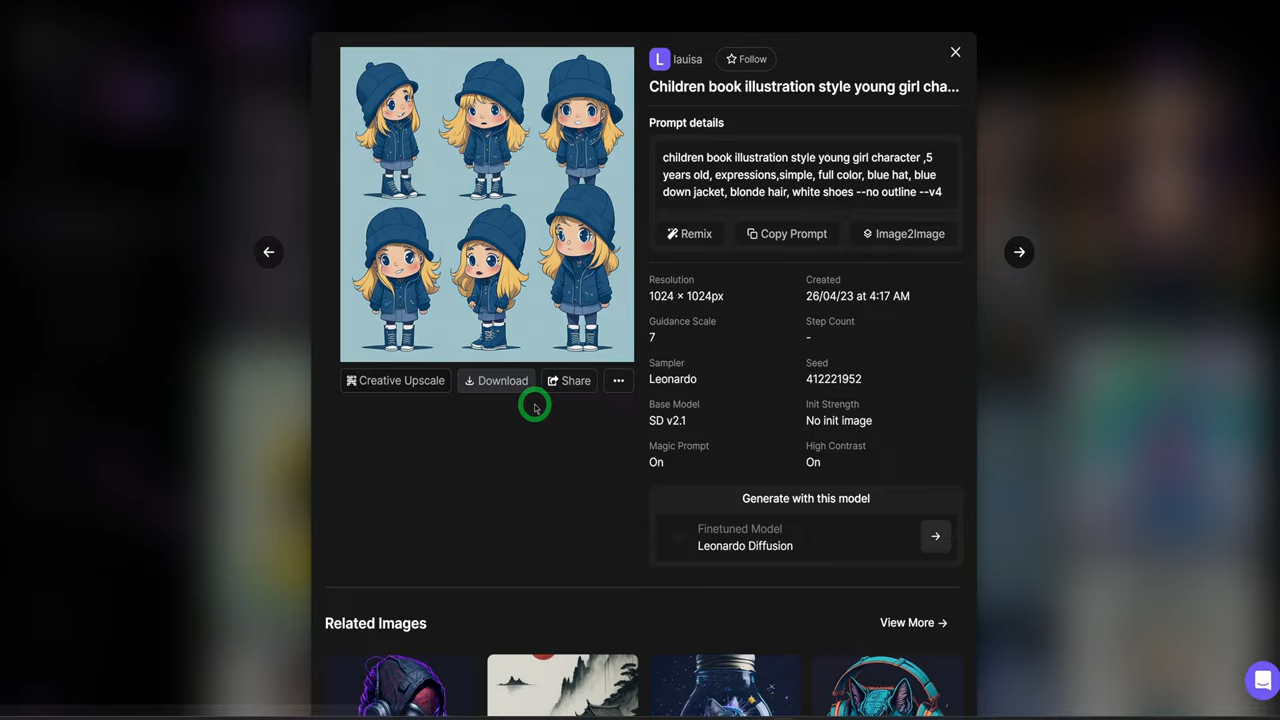 L lauisa Follow
Children book illustration style young girl cha...
Prompt details
children book illustration style young girl character ,5
years old, expressions,simple, full color, blue hat, blue
down jacket, blonde hair, white shoes --no outline --v4
Remix Copy Prompt Image2Image
Resolution Created
1024 × 1024px 26/04/23 at 4:17 AM
Guidance Scale Step Count
7 -
Sampler Seed
Leonardo 412221952
Base Model Init Strength
SD v2.1 No init image
Magic Prompt High Contrast
On On
Creative Upscale Download Share
Generate with this model
Finetuned Model
Leonardo Diffusion
Related Images View More